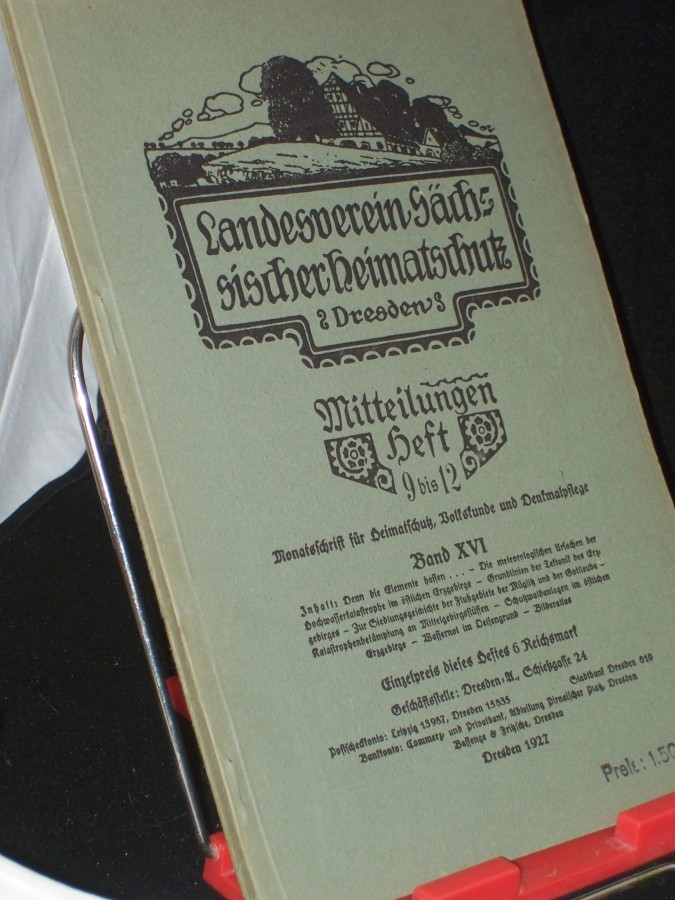 Landesverein Säch-
sischer Heimatschutz
Dresden
Mitteilungen
Heft
9 bis 12
Monatsschrift für Heimatschutz, Volkskunde und Denkmalpflege
Band XVI
Inhalt: Denn die Elemente hassen . . . – Die meteorologischen Ursachen der
Hochwasserkatastrophe im östlichen Erzgebirge – Grundlinien der Tektonik des Erz-
gebirges – Zur Siedlungsgeschichte der Flußgebiete der Müglitz und der Gottleuba –
Katastrophenbekämpfung an Mittelgebirgsflüssen – Schutzwaldanlagen im östlichen
Erzgebirge – Wassernot im Oelsengrund – Bilderatlas
Einzelpreis dieses Heftes 6 Reichsmark
Geschäftsstelle: Dresden-A., Schießgasse 24
Postscheckkonto: Leipzig 13987, Dresden 15835 Stadtbank Dresden 610
Bankkonto: Commerz- und Privatbank, Abteilung Pirnaischer Platz, Dresden
Bassenge & Fritzsche, Dresden
Dresden 1927
Preis: 1.50